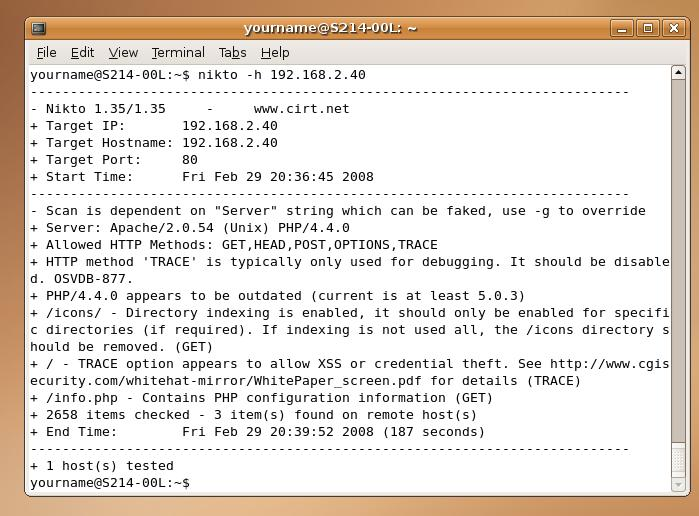 yourname@S214-00L: ~
File Edit View Terminal Tabs Help
yourname@S214-00L:~$ nikto -h 192.168.2.40
---------------------------------------------------------------------------
- Nikto 1.35/1.35     -     www.cirt.net
+ Target IP:       192.168.2.40
+ Target Hostname: 192.168.2.40
+ Target Port:     80
+ Start Time:      Fri Feb 29 20:36:45 2008
---------------------------------------------------------------------------
- Scan is dependent on "Server" string which can be faked, use -g to override
+ Server: Apache/2.0.54 (Unix) PHP/4.4.0
+ Allowed HTTP Methods: GET,HEAD,POST,OPTIONS,TRACE
+ HTTP method 'TRACE' is typically only used for debugging. It should be disable
d. OSVDB-877.
+ PHP/4.4.0 appears to be outdated (current is at least 5.0.3)
+ /icons/ - Directory indexing is enabled, it should only be enabled for specifi
c directories (if required). If indexing is not used all, the /icons directory s
hould be removed. (GET)
+ / - TRACE option appears to allow XSS or credential theft. See http://www.cgis
ecurity.com/whitehat-mirror/WhitePaper_screen.pdf for details (TRACE)
+ /info.php - Contains PHP configuration information (GET)
+ 2658 items checked - 3 item(s) found on remote host(s)
+ End Time:        Fri Feb 29 20:39:52 2008 (187 seconds)
---------------------------------------------------------------------------
+ 1 host(s) tested
yourname@S214-00L:~$